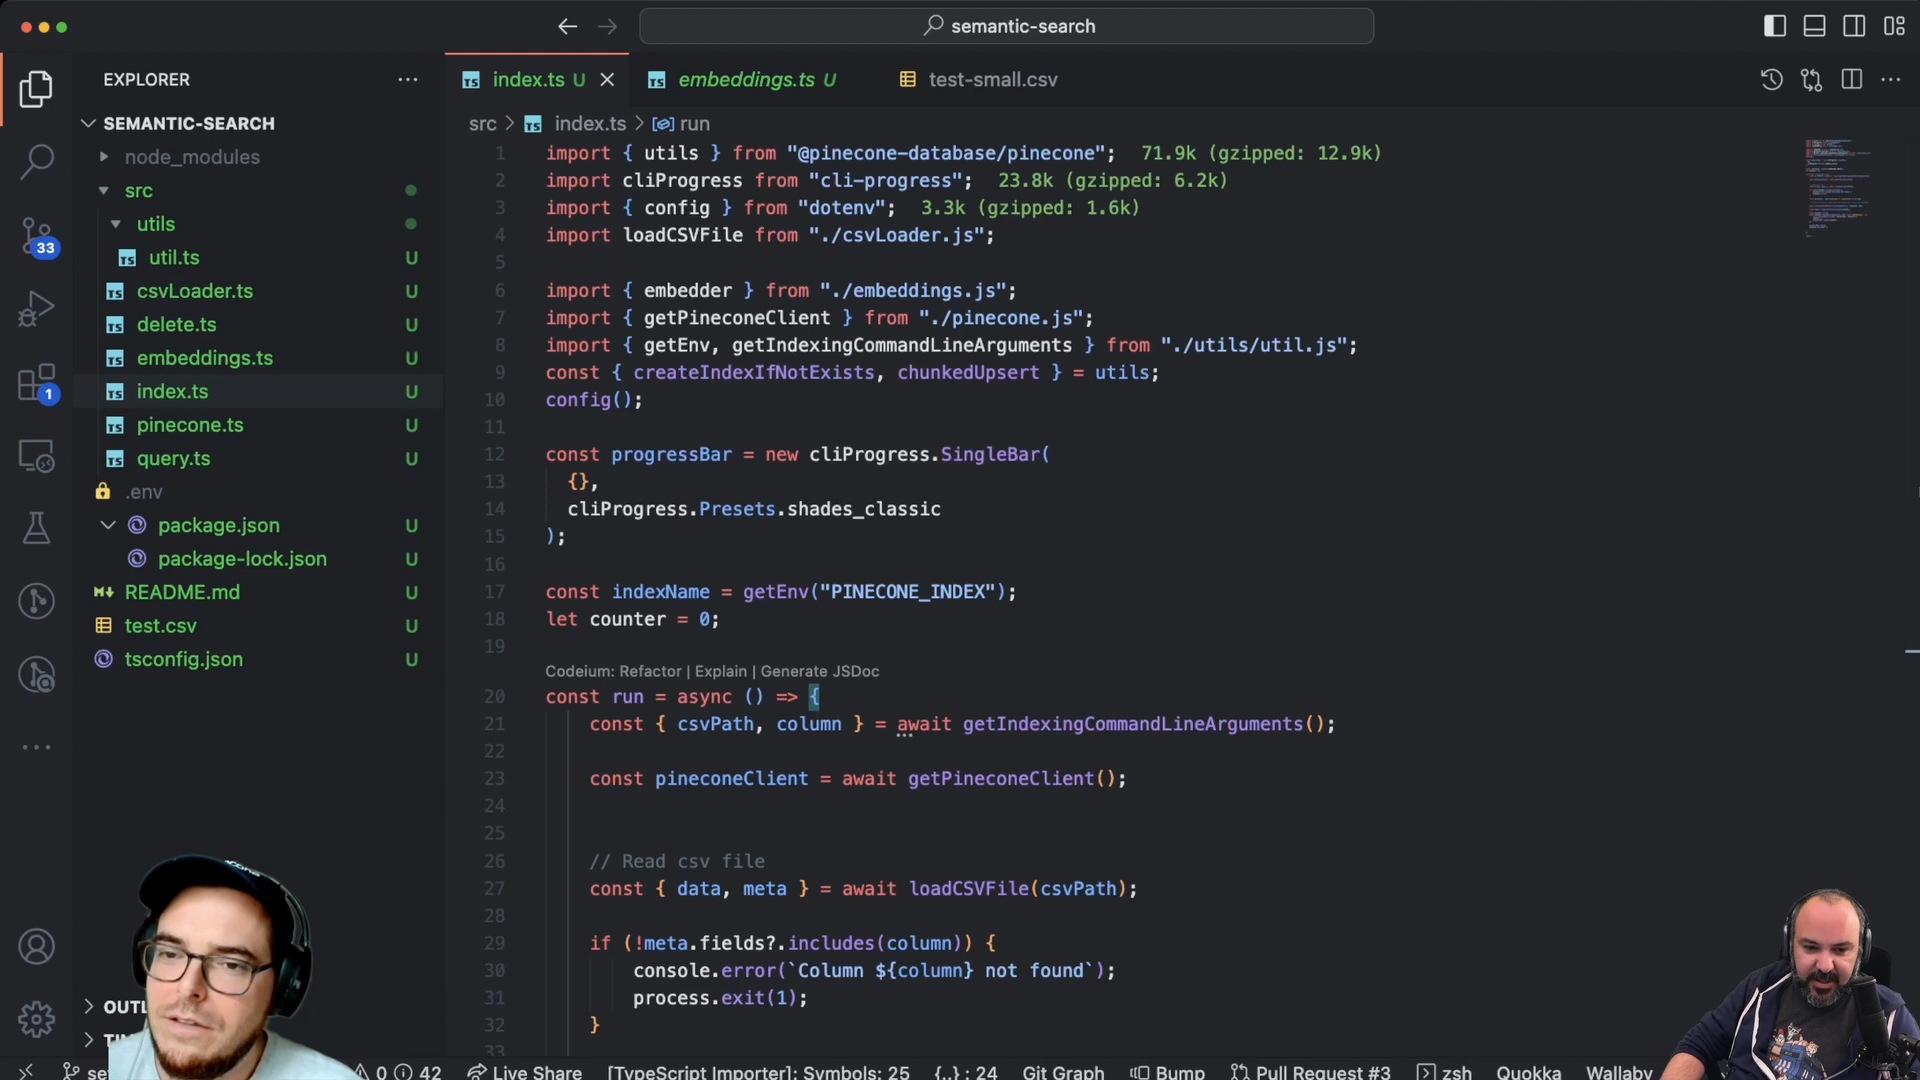 semantic-search
EXPLORER
index.ts U
embeddings.ts U
test-small.csv
SEMANTIC-SEARCH
node_modules
src
utils
util.ts U
csvLoader.ts U
delete.ts U
embeddings.ts U
index.ts U
pinecone.ts U
query.ts U
.env
package.json U
package-lock.json U
README.md U
test.csv U
tsconfig.json U
33
1
src > index.ts > run
1 import { utils } from "@pinecone-database/pinecone"; 71.9k (gzipped: 12.9k)
2 import cliProgress from "cli-progress"; 23.8k (gzipped: 6.2k)
3 import { config } from "dotenv"; 3.3k (gzipped: 1.6k)
4 import loadCSVFile from "./csvLoader.js";
5
6 import { embedder } from "./embeddings.js";
7 import { getPineconeClient } from "./pinecone.js";
8 import { getEnv, getIndexingCommandLineArguments } from "./utils/util.js";
9 const { createIndexIfNotExists, chunkedUpsert } = utils;
10 config();
11
12 const progressBar = new cliProgress.SingleBar(
13 {},
14 cliProgress.Presets.shades_classic
15 );
16
17 const indexName = getEnv("PINECONE_INDEX");
18 let counter = 0;
19
Codeium: Refactor | Explain | Generate JSDoc
20 const run = async () => {
21 const { csvPath, column } = await getIndexingCommandLineArguments();
22
23 const pineconeClient = await getPineconeClient();
24
25
26 // Read csv file
27 const { data, meta } = await loadCSVFile(csvPath);
28
29 if (!meta.fields?.includes(column)) {
30 console.error(`Column ${column} not found`);
31 process.exit(1);
32 }
33
0 42 Live Share [TypeScript Importer]: Symbols: 25 {..} : 24 Git Graph Bump Pull Request #3 zsh Quokka Wallaby